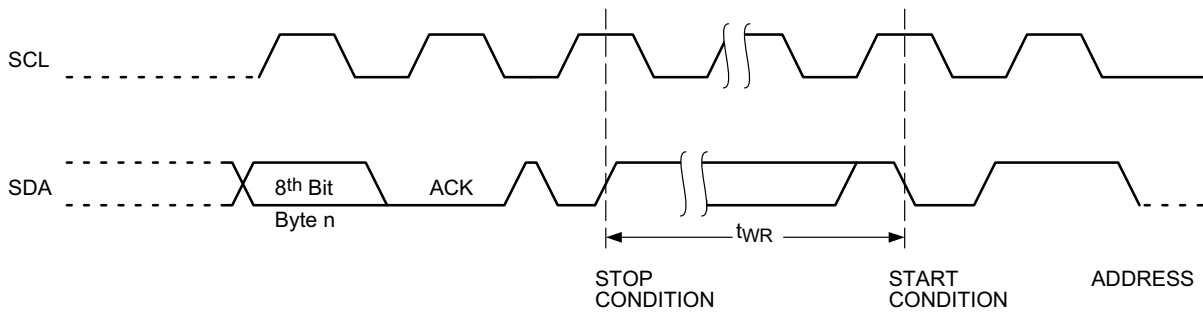 SCL
SDA
8th Bit
Byte n
ACK
tWR
STOP
CONDITION
START
CONDITION
ADDRESS